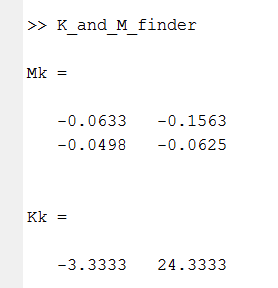 >> K_and_M_finder
Mk =
-0.0633 -0.1563
-0.0498 -0.0625
Kk =
-3.3333 24.3333